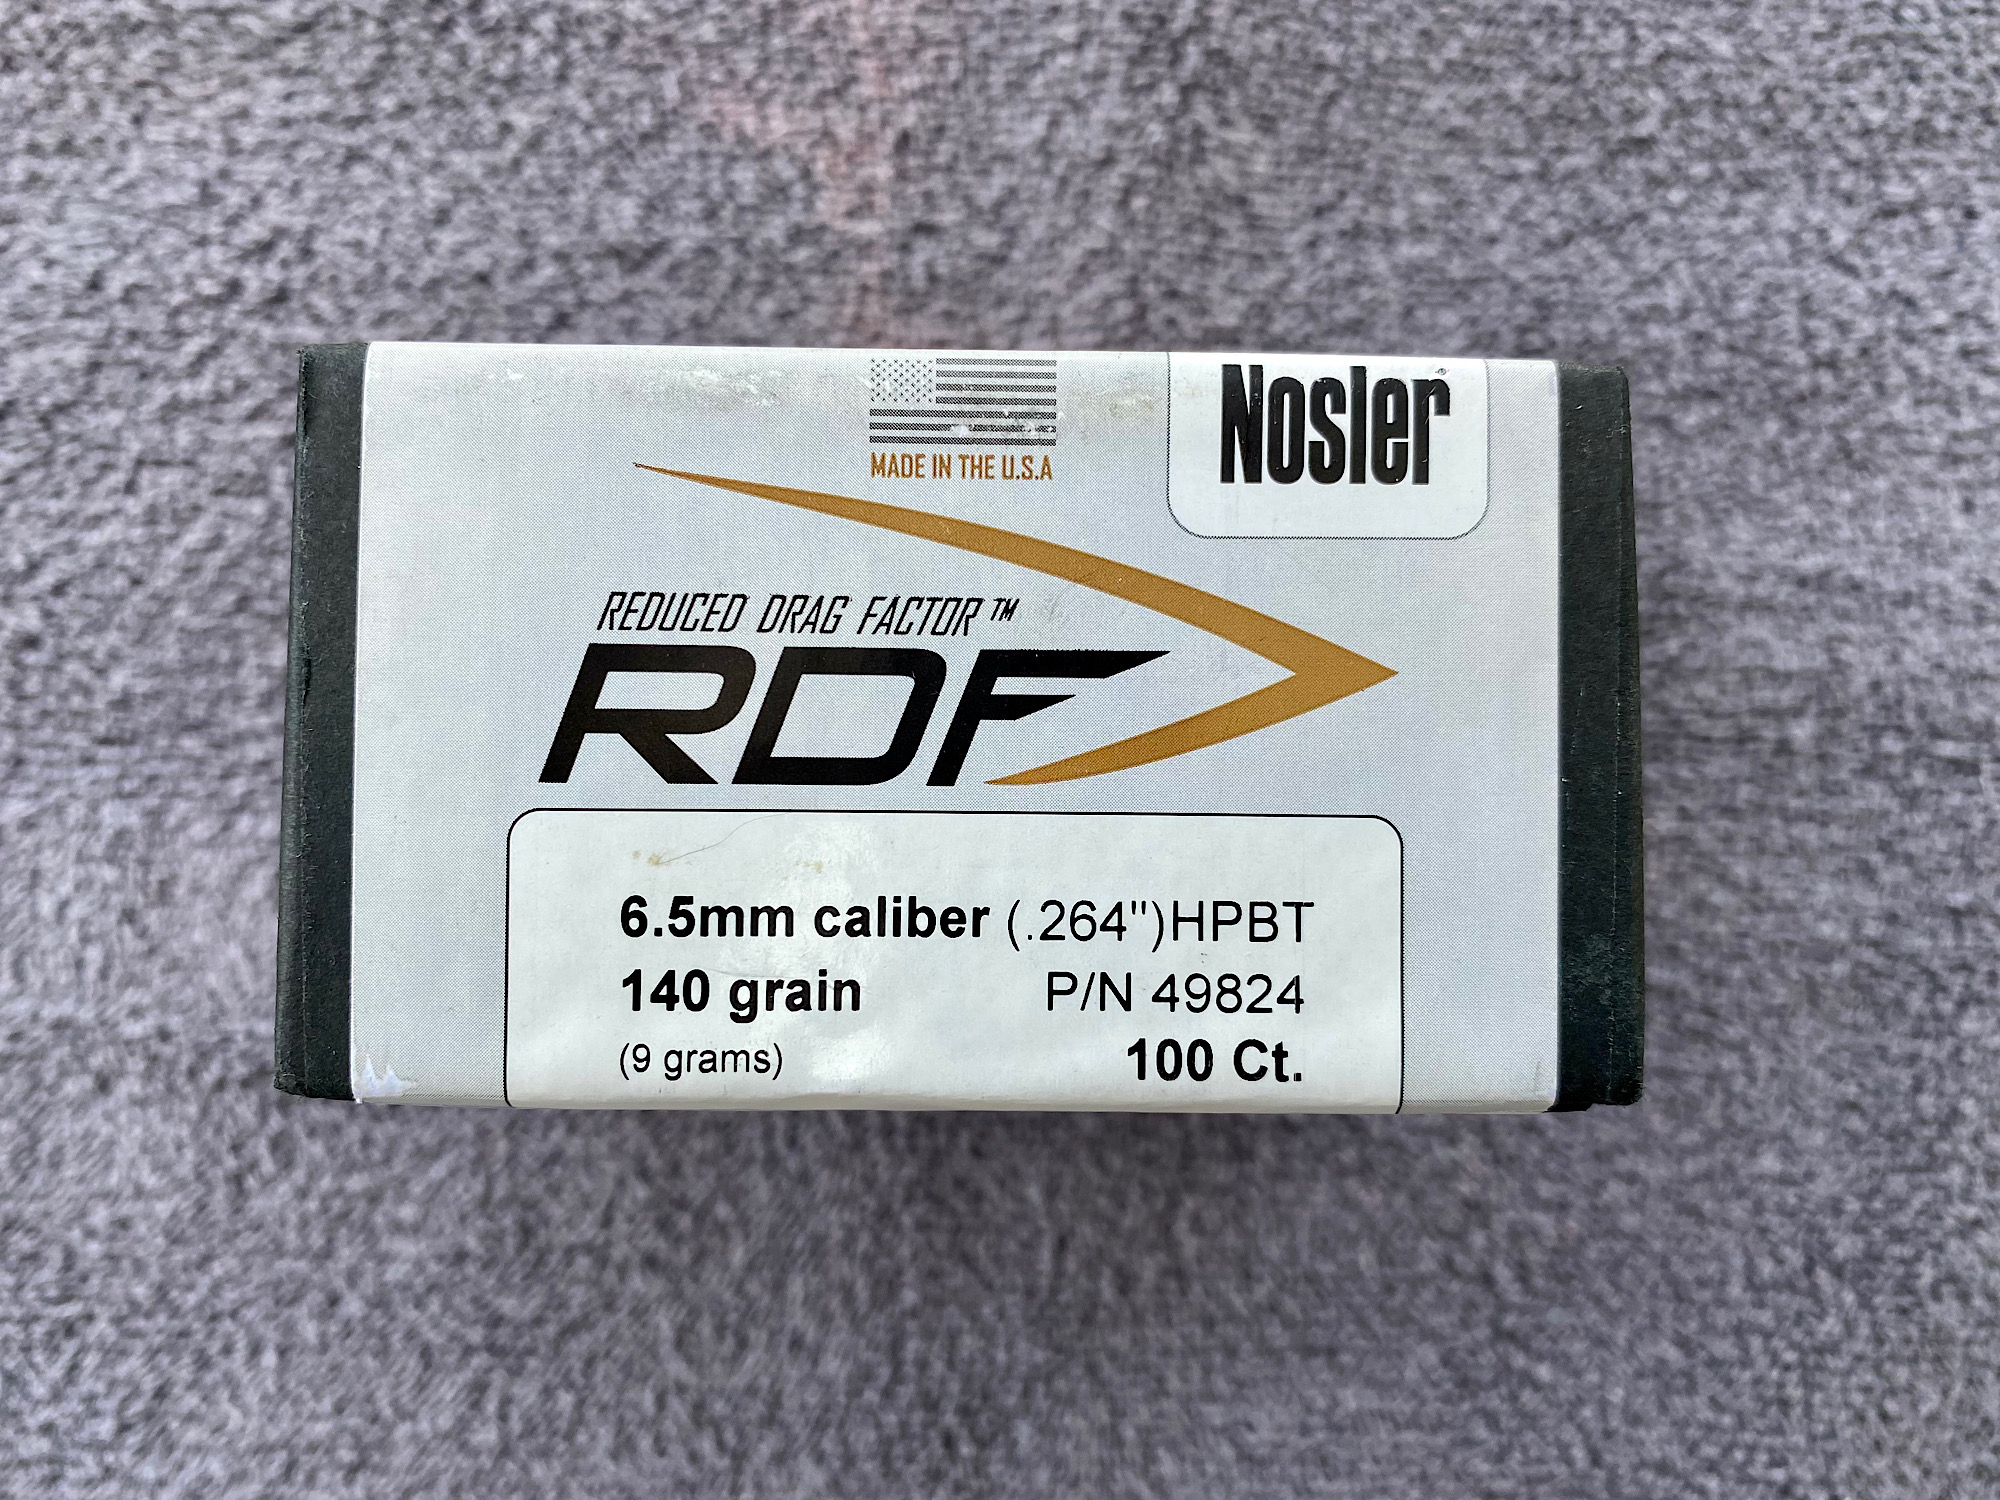 Nosler®
MADE IN THE U.S.A
REDUCED DRAG FACTOR™
RDF
6.5mm caliber (.264")HPBT
140 grain P/N 49824
(9 grams) 100 Ct.